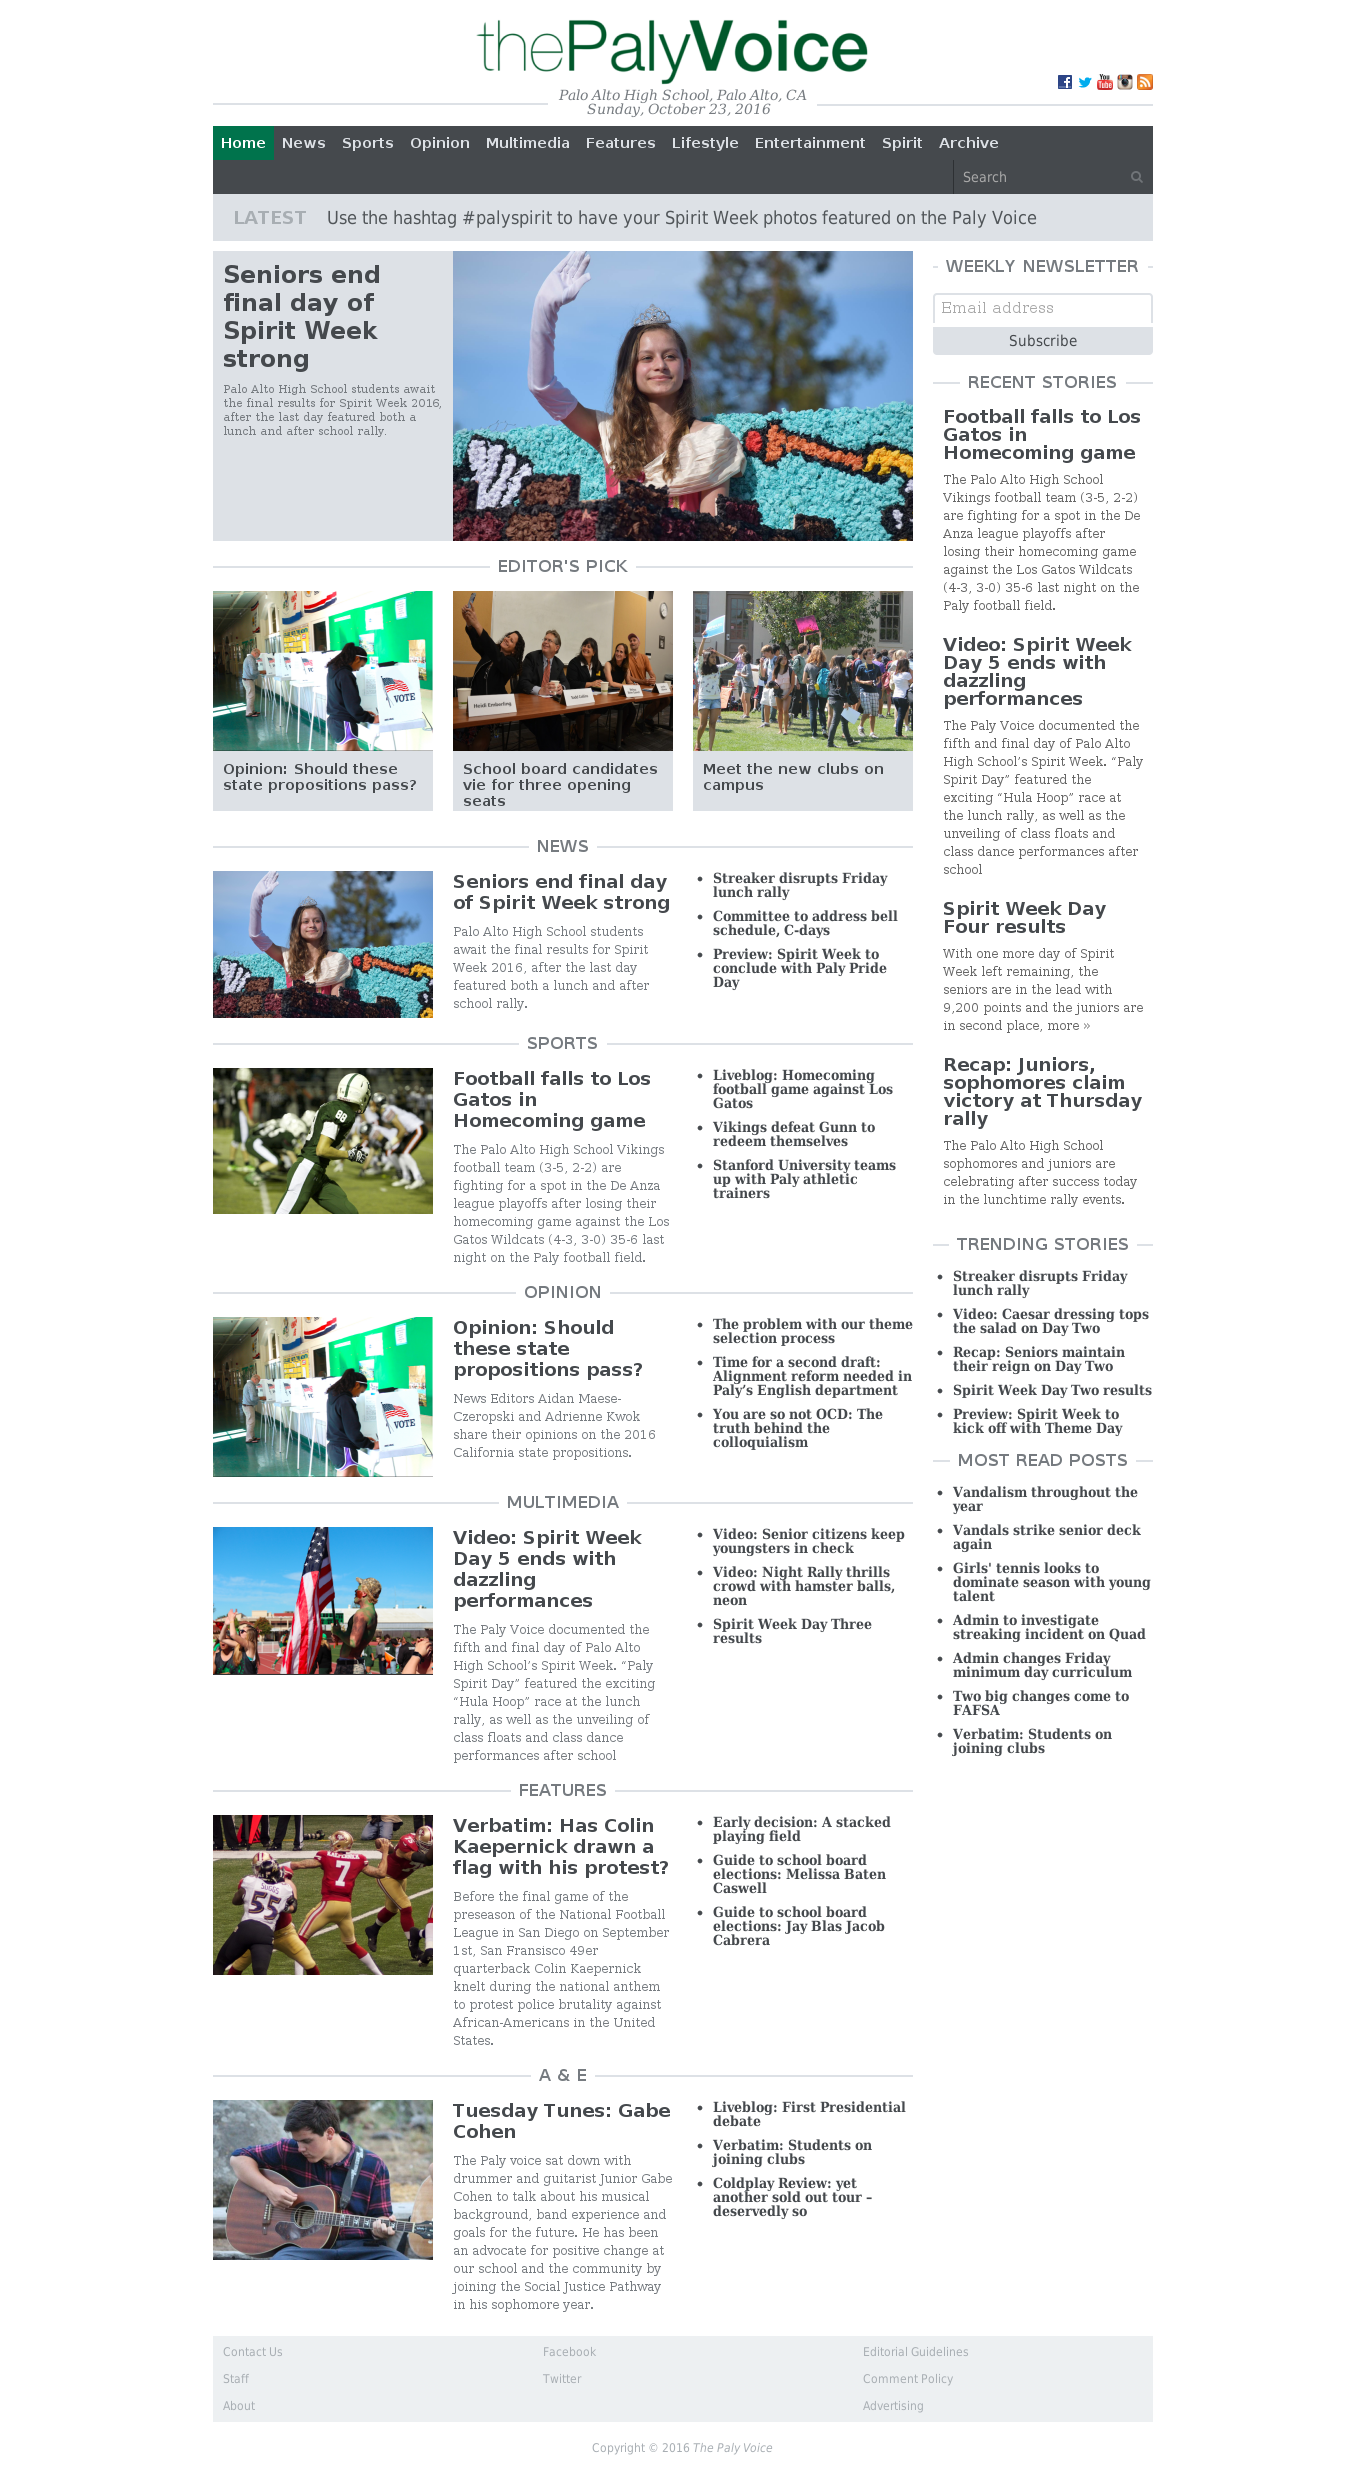 thePalyVoice
Palo Alto High School, Palo Alto, CA
Sunday, October 23, 2016
Home News Sports Opinion Multimedia Features Lifestyle Entertainment Spirit Archive
Search
LATEST Use the hashtag #palyspirit to have your Spirit Week photos featured on the Paly Voice
Seniors end
final day of
Spirit Week
strong
Palo Alto High School students await
the final results for Spirit Week 2016,
after the last day featured both a
lunch and after school rally.
EDITOR'S PICK
VOTE
Opinion: Should these
state propositions pass?
Heidi Emberling
School board candidates
vie for three opening
seats
Meet the new clubs on
campus
NEWS
Seniors end final day
of Spirit Week strong
Palo Alto High School students
await the final results for Spirit
Week 2016, after the last day
featured both a lunch and after
school rally.
Streaker disrupts Friday
lunch rally
Committee to address bell
schedule, C-days
Preview: Spirit Week to
conclude with Paly Pride
Day
SPORTS
88
Football falls to Los
Gatos in
Homecoming game
The Palo Alto High School Vikings
football team (3-5, 2-2) are
fighting for a spot in the De Anza
league playoffs after losing their
homecoming game against the Los
Gatos Wildcats (4-3, 3-0) 35-6 last
night on the Paly football field.
Liveblog: Homecoming
football game against Los
Gatos
Vikings defeat Gunn to
redeem themselves
Stanford University teams
up with Paly athletic
trainers
OPINION
VOTE
Opinion: Should
these state
propositions pass?
News Editors Aidan Maese-
Czeropski and Adrienne Kwok
share their opinions on the 2016
California state propositions.
The problem with our theme
selection process
Time for a second draft:
Alignment reform needed in
Paly’s English department
You are so not OCD: The
truth behind the
colloquialism
MULTIMEDIA
Video: Spirit Week
Day 5 ends with
dazzling
performances
The Paly Voice documented the
fifth and final day of Palo Alto
High School’s Spirit Week. “Paly
Spirit Day” featured the exciting
“Hula Hoop” race at the lunch
rally, as well as the unveiling of
class floats and class dance
performances after school
Video: Senior citizens keep
youngsters in check
Video: Night Rally thrills
crowd with hamster balls,
neon
Spirit Week Day Three
results
FEATURES
7
SUGGS
55
Verbatim: Has Colin
Kaepernick drawn a
flag with his protest?
Before the final game of the
preseason of the National Football
League in San Diego on September
1st, San Fransisco 49er
quarterback Colin Kaepernick
knelt during the national anthem
to protest police brutality against
African-Americans in the United
States.
Early decision: A stacked
playing field
Guide to school board
elections: Melissa Baten
Caswell
Guide to school board
elections: Jay Blas Jacob
Cabrera
A & E
Tuesday Tunes: Gabe
Cohen
The Paly voice sat down with
drummer and guitarist Junior Gabe
Cohen to talk about his musical
background, band experience and
goals for the future. He has been
an advocate for positive change at
our school and the community by
joining the Social Justice Pathway
in his sophomore year.
Liveblog: First Presidential
debate
Verbatim: Students on
joining clubs
Coldplay Review: yet
another sold out tour –
deservedly so
WEEKLY NEWSLETTER
Email address
Subscribe
RECENT STORIES
Football falls to Los
Gatos in
Homecoming game
The Palo Alto High School
Vikings football team (3-5, 2-2)
are fighting for a spot in the De
Anza league playoffs after
losing their homecoming game
against the Los Gatos Wildcats
(4-3, 3-0) 35-6 last night on the
Paly football field.
Video: Spirit Week
Day 5 ends with
dazzling
performances
The Paly Voice documented the
fifth and final day of Palo Alto
High School’s Spirit Week. “Paly
Spirit Day” featured the
exciting “Hula Hoop” race at
the lunch rally, as well as the
unveiling of class floats and
class dance performances after
school
Spirit Week Day
Four results
With one more day of Spirit
Week left remaining, the
seniors are in the lead with
9,200 points and the juniors are
in second place, more »
Recap: Juniors,
sophomores claim
victory at Thursday
rally
The Palo Alto High School
sophomores and juniors are
celebrating after success today
in the lunchtime rally events.
TRENDING STORIES
Streaker disrupts Friday
lunch rally
Video: Caesar dressing tops
the salad on Day Two
Recap: Seniors maintain
their reign on Day Two
Spirit Week Day Two results
Preview: Spirit Week to
kick off with Theme Day
MOST READ POSTS
Vandalism throughout the
year
Vandals strike senior deck
again
Girls' tennis looks to
dominate season with young
talent
Admin to investigate
streaking incident on Quad
Admin changes Friday
minimum day curriculum
Two big changes come to
FAFSA
Verbatim: Students on
joining clubs
Contact Us Facebook Editorial Guidelines
Staff Twitter Comment Policy
About Advertising
Copyright © 2016 The Paly Voice